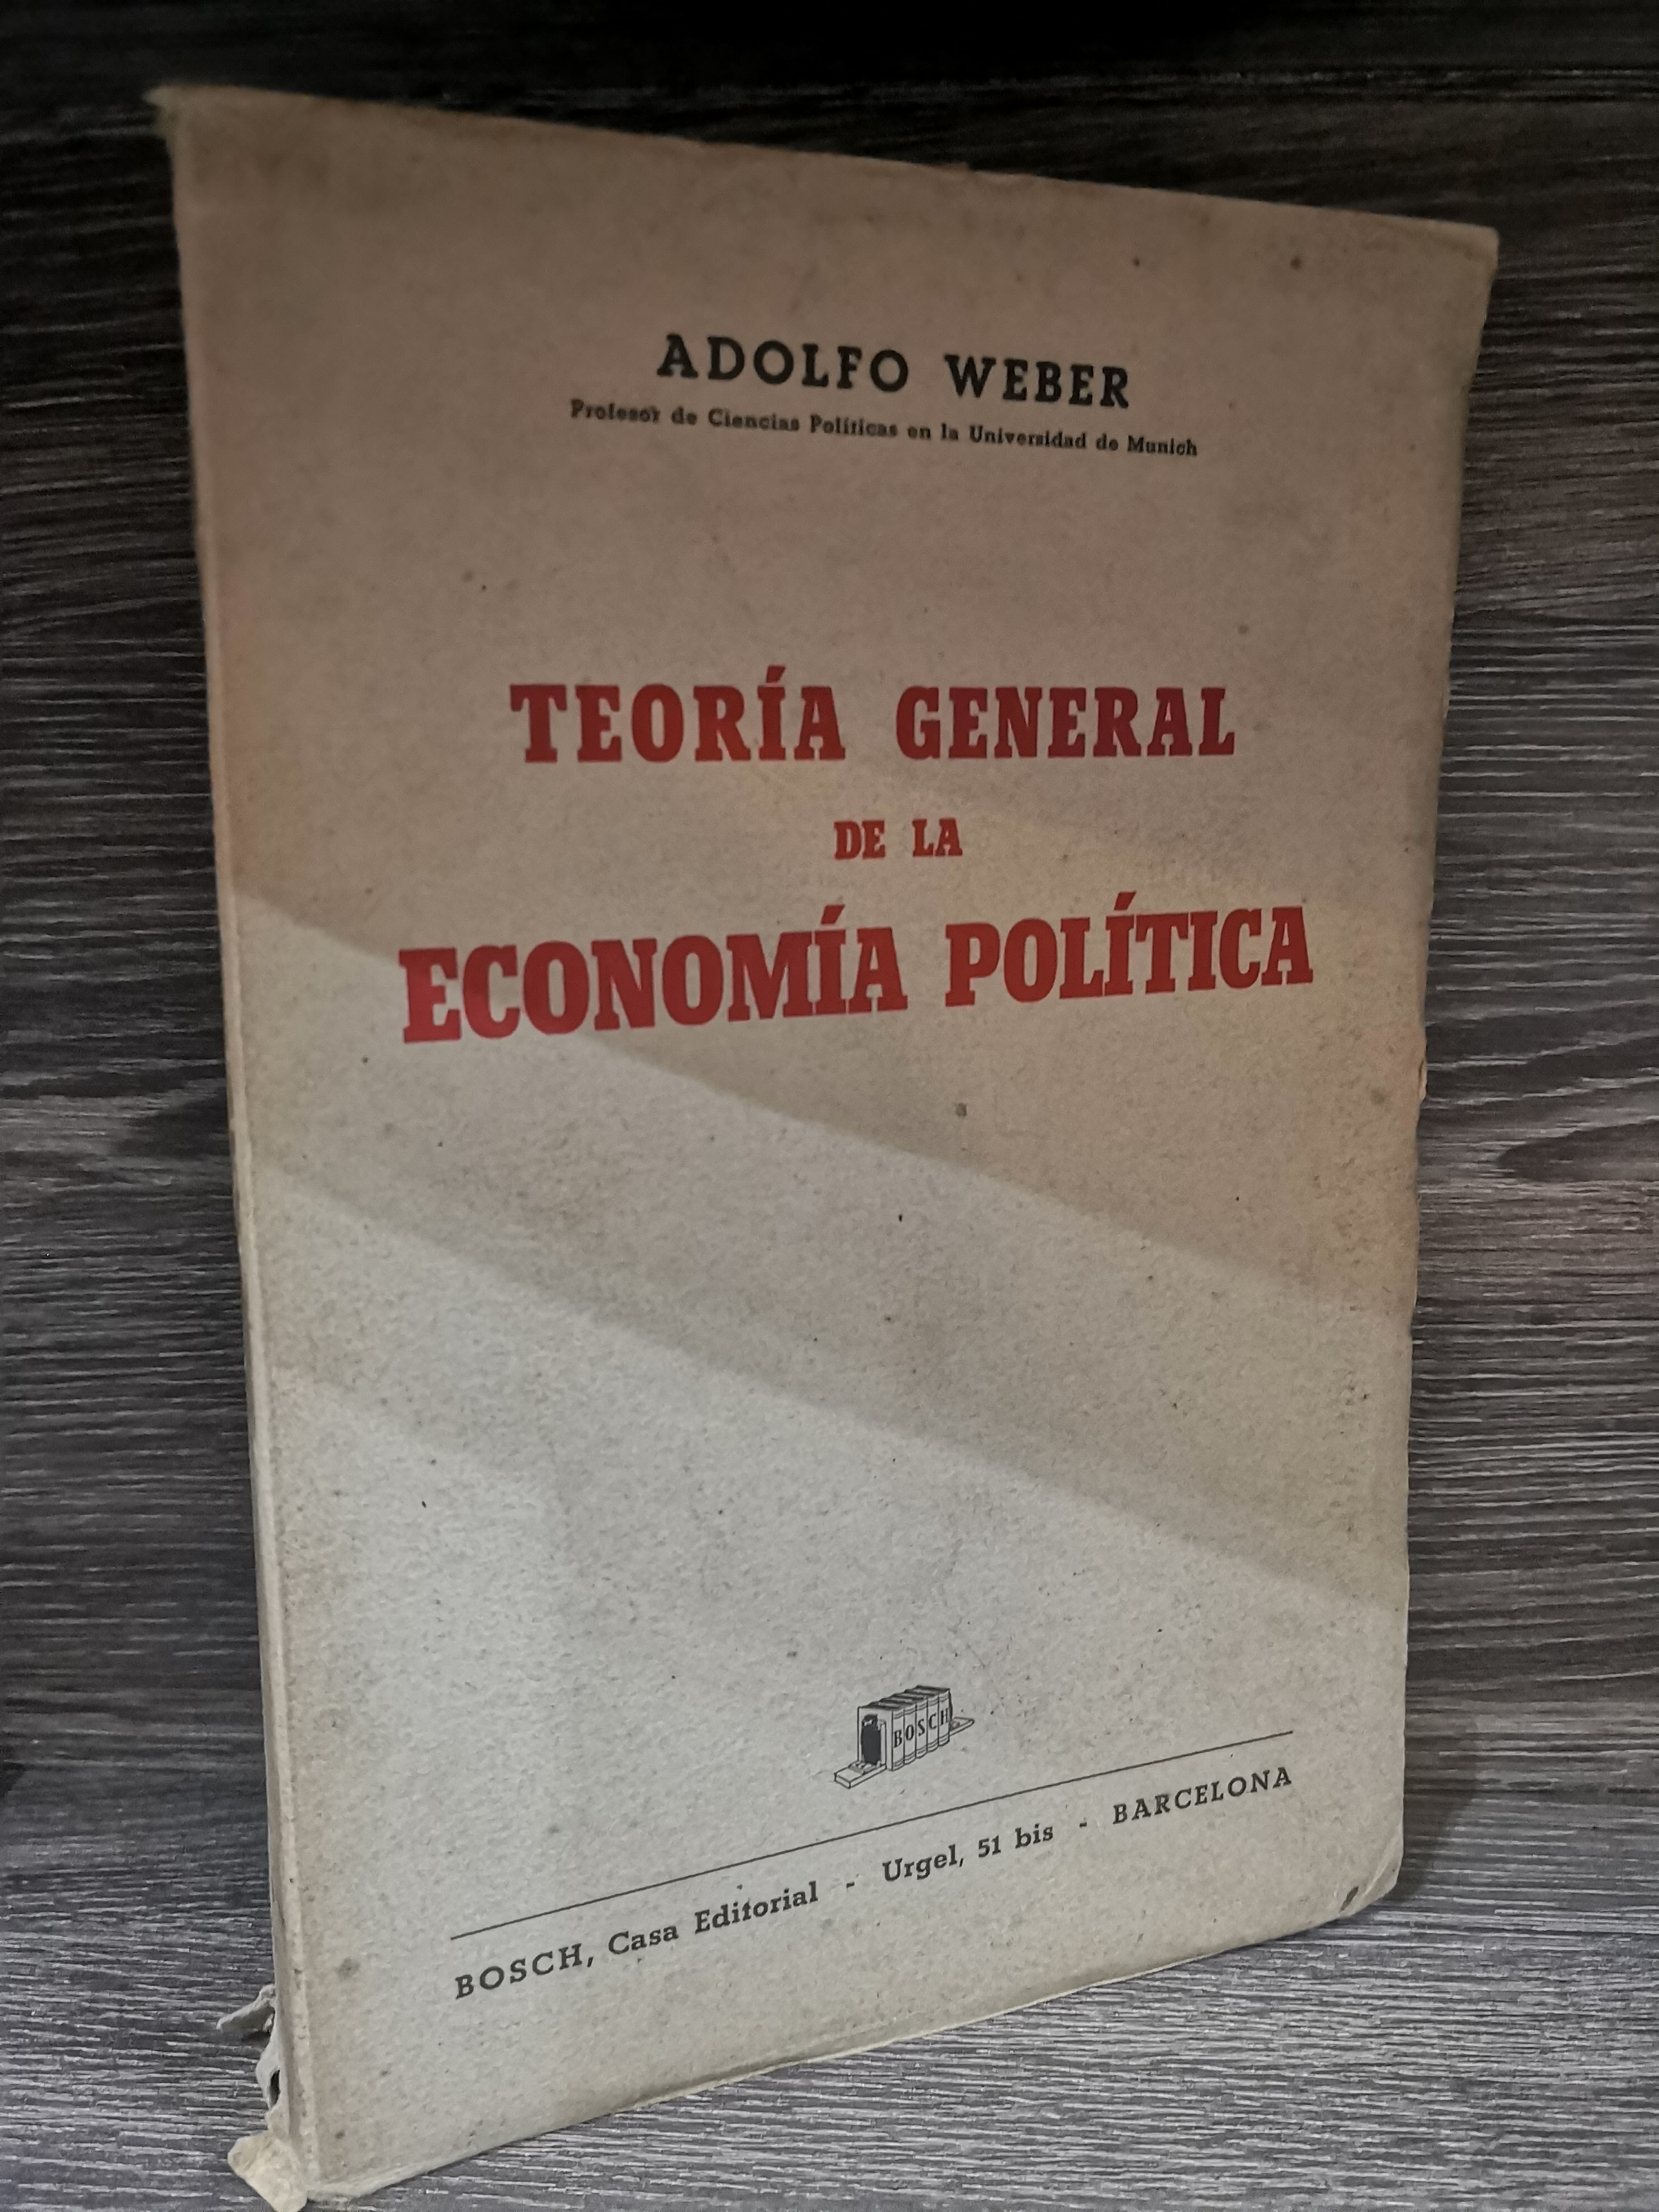 ADOLFO WEBER
Profesor de Ciencias Políticas en la Universidad de Munich
TEORÍA GENERAL
DE LA
ECONOMÍA POLÍTICA
BOSCH
BOSCH, Casa Editorial - Urgel, 51 bis - BARCELONA